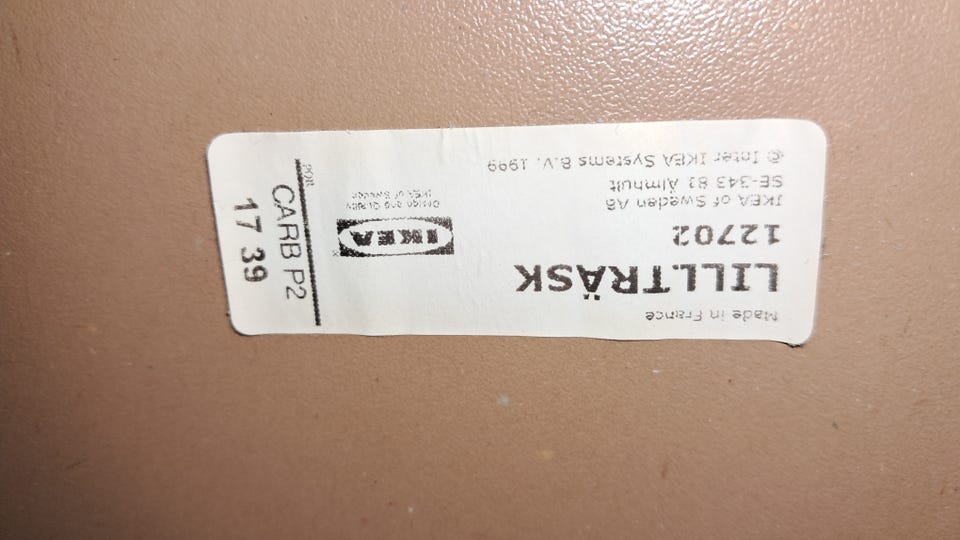 Made in France
LILLTRÄSK
12702
IKEA of Sweden AB
SE-343 81 Älmhult
© Inter IKEA Systems B.V. 1999
IKEA
Design and Quality
IKEA of Sweden
CARB P2
17 39